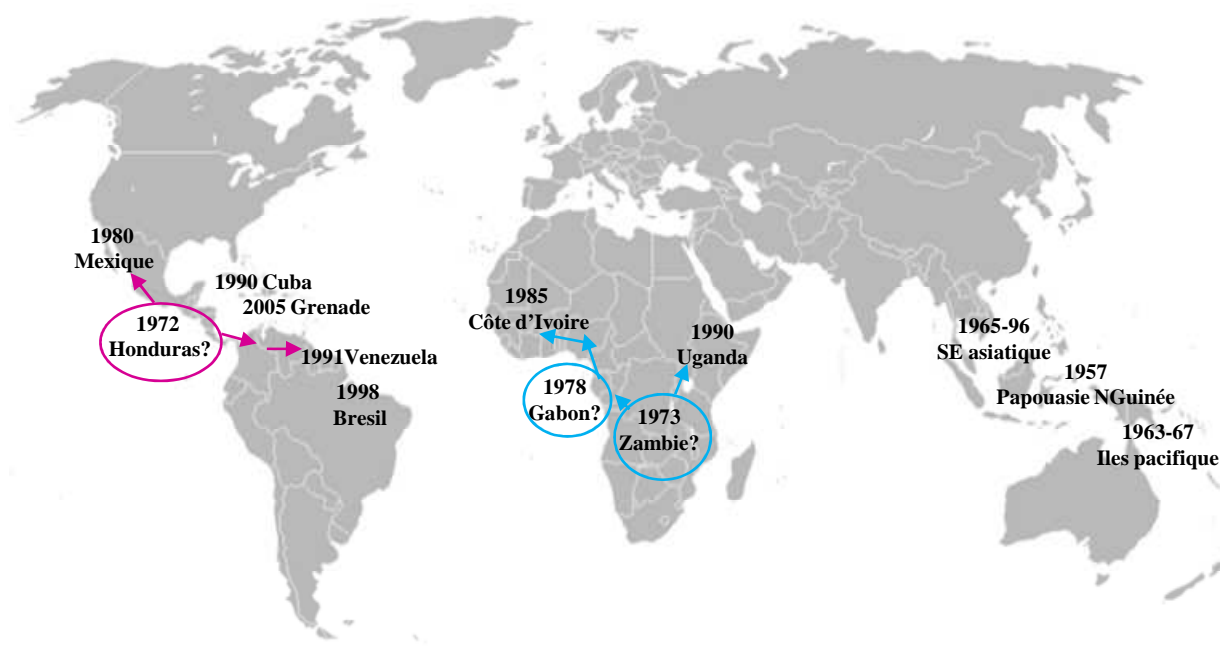 1980
Mexique
1990 Cuba
2005 Grenade
1972
Honduras?
1991Venezuela
1998
Bresil
1985
Côte d'Ivoire
1990
Uganda
1978
Gabon?
1973
Zambie?
1965-96
SE asiatique
1957
Papouasie NGuinée
1963-67
Iles pacifique